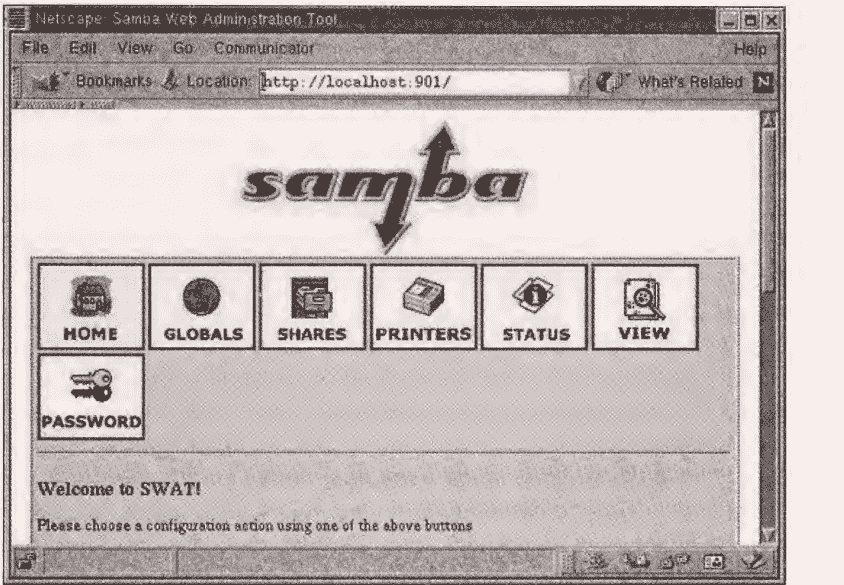 Netscape: Samba Web Administration Tool
File Edit View Go Communicator Help
Bookmarks Location: http://localhost:901/ What's Related N
samba
HOME GLOBALS SHARES PRINTERS STATUS VIEW
PASSWORD
Welcome to SWAT!
Please choose a configuration action using one of the above buttons